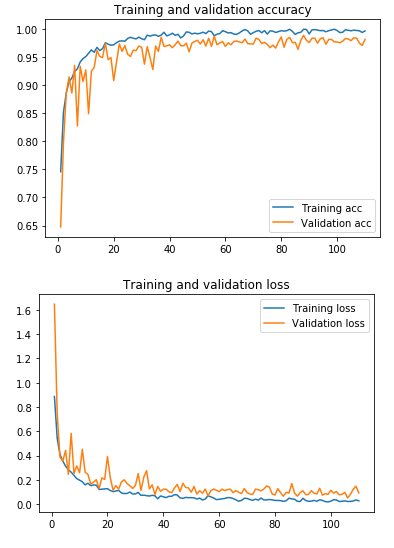 Training and validation accuracy
1.00
0.95
0.90
0.85
0.80
0.75
0.70
0.65
0 20 40 60 80 100
Training acc
Validation acc
Training and validation loss
1.6
1.4
1.2
1.0
0.8
0.6
0.4
0.2
0.0
0 20 40 60 80 100
Training loss
Validation loss